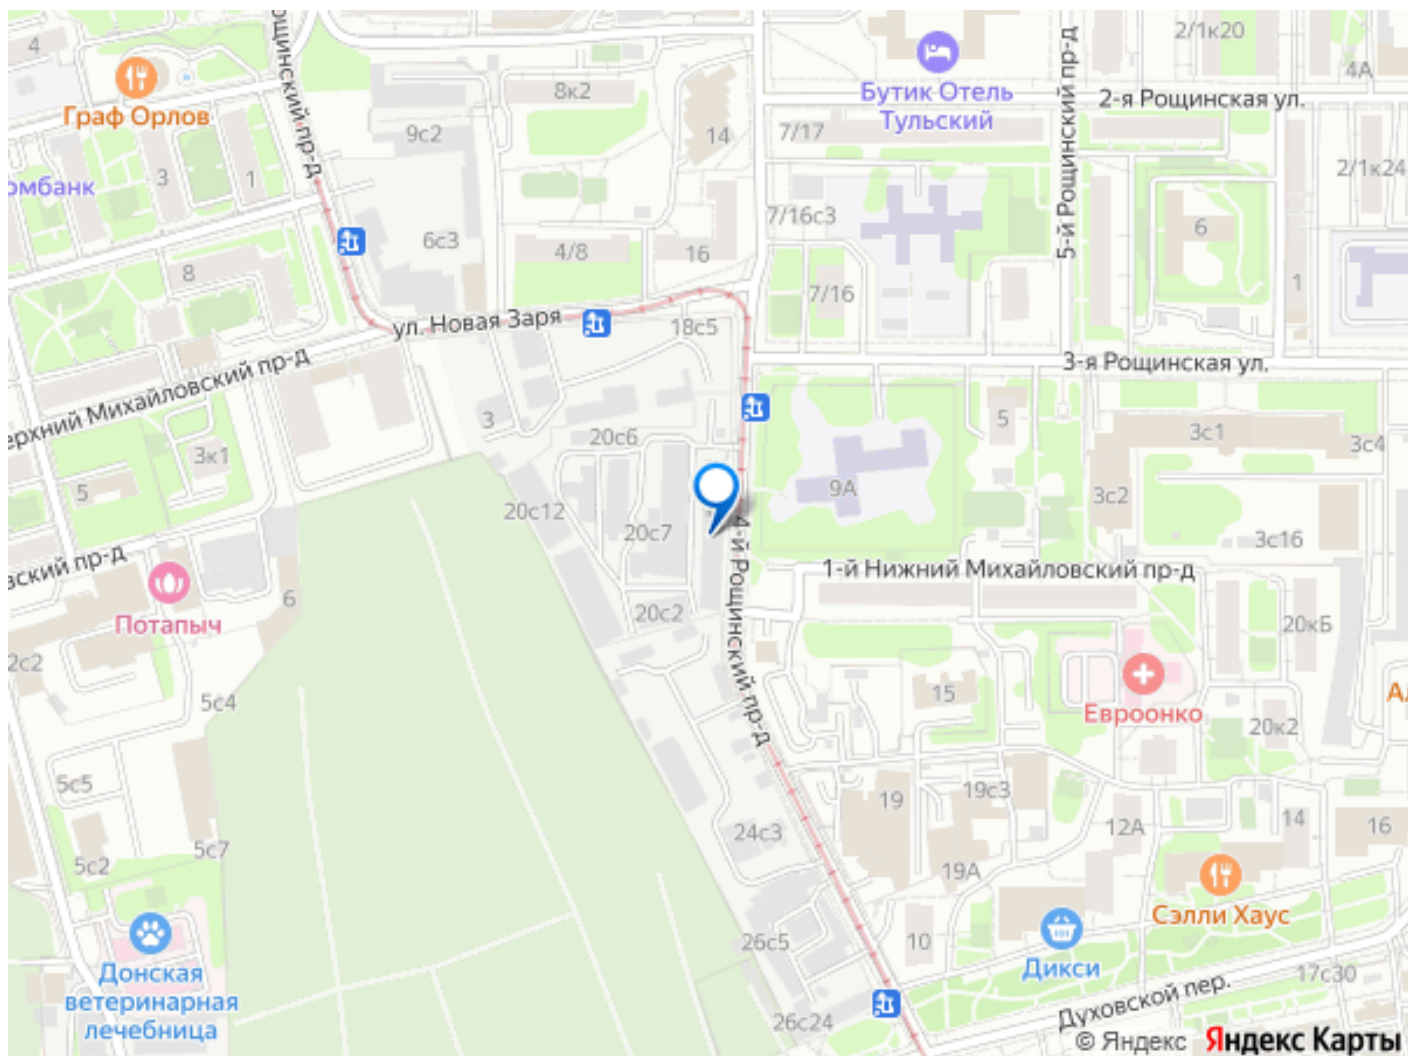 4
Граф Орлов
ощинский пр-д
9с2
8к2
14
Бутик Отель
Тульский
7/17
2/1к20
4А
2-я Рощинская ул.
5-й Рощинский пр-д
2/1к24
3
1
омбанк
6с3
4/8
16
7/16с3
7/16
6
1
8
ул. Новая Заря
18с5
3-я Рощинская ул.
ерхний Михайловский пр-д
3
20с6
5
3с1
3с4
3к1
5
20с12
20с7
9А
3с2
3с16
вский пр-д
4-й Рощинский пр-д
1-й Нижний Михайловский пр-д
Потапыч
6
20с2
20кБ
2с2
5с4
15
Евроонко
20к2
5с5
19
19с3
12А
14
16
5с2
5с7
24с3
19А
Сэлли Хаус
Донская
ветеринарная
лечебница
26с5
10
Дикси
26с24
Духовской пер.
17с30
© Яндекс Яндекс Карты